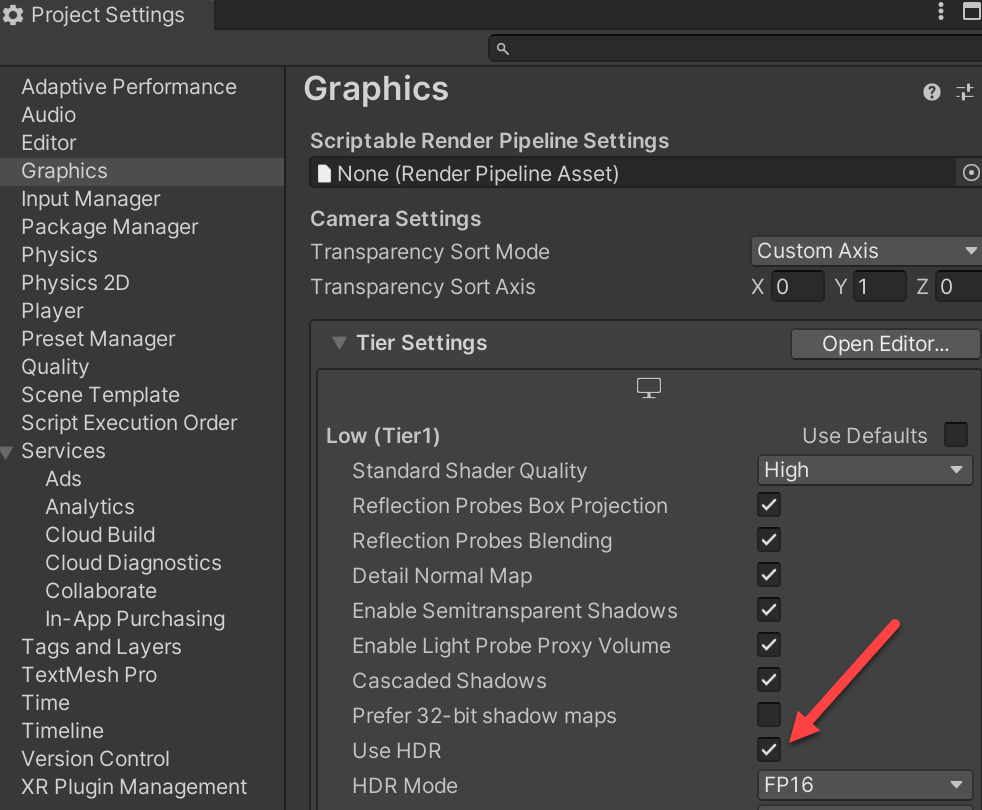 Project Settings
Adaptive Performance
Audio
Editor
Graphics
Input Manager
Package Manager
Physics
Physics 2D
Player
Preset Manager
Quality
Scene Template
Script Execution Order
Services
Ads
Analytics
Cloud Build
Cloud Diagnostics
Collaborate
In-App Purchasing
Tags and Layers
TextMesh Pro
Time
Timeline
Version Control
XR Plugin Management
Graphics
Scriptable Render Pipeline Settings
None (Render Pipeline Asset)
Camera Settings
Transparency Sort Mode Custom Axis
Transparency Sort Axis X 0 Y 1 Z 0
Tier Settings Open Editor...
Low (Tier1) Use Defaults
Standard Shader Quality High
Reflection Probes Box Projection
Reflection Probes Blending
Detail Normal Map
Enable Semitransparent Shadows
Enable Light Probe Proxy Volume
Cascaded Shadows
Prefer 32-bit shadow maps
Use HDR
HDR Mode FP16